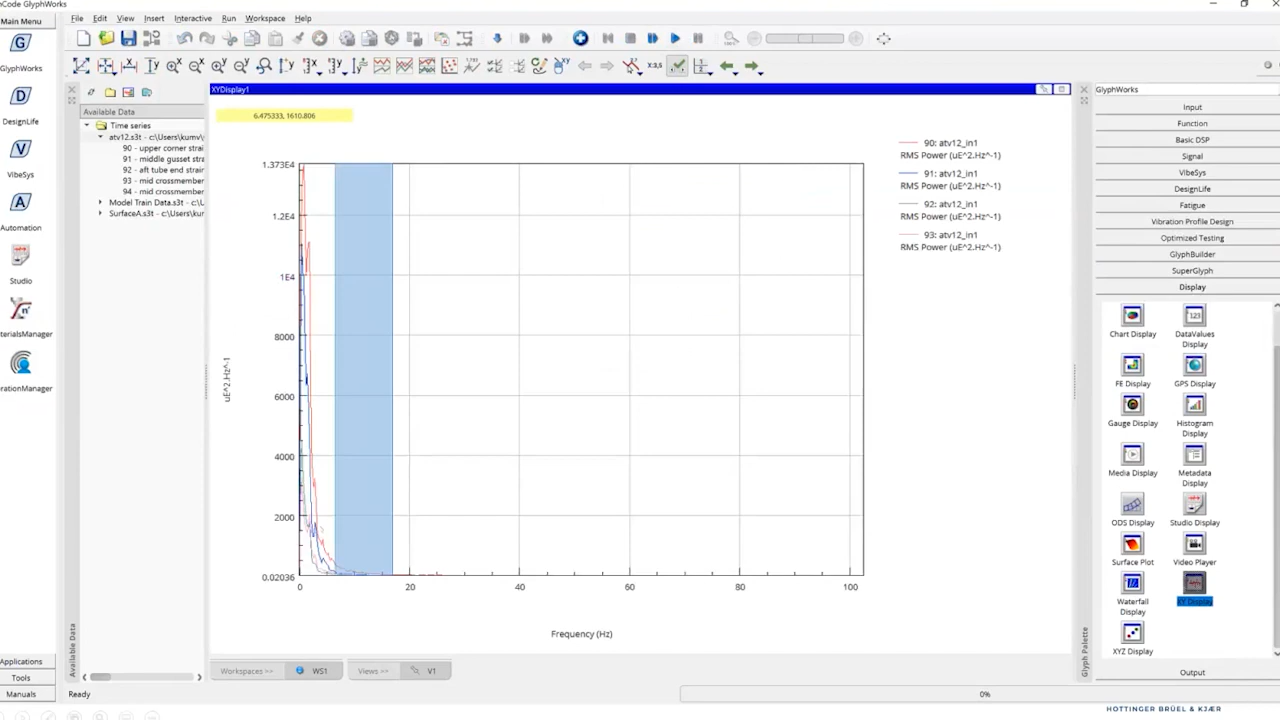 nCode GlyphWorks
Main Menu
File Edit View Insert Interactive Run Workspace Help
GlyphWorks
DesignLife
VibeSys
Automation
Studio
aterialsManager
rationManager
Applications
Tools
Manuals
Available Data
Time series
atv12.s3t - c:\Users\kumv\
90 - upper corner strai
91 - middle gusset stra
92 - aft tube end strain
93 - mid crossmember
94 - mid crossmember
Model Train Data.s3t - c:\U
SurfaceA.s3t - c:\Users\ku
Available Data
XYDisplay1
6.475333, 1610.806
1.373E4
1.2E4
1E4
8000
6000
4000
2000
0.02036
uE^2.Hz^-1
0 20 40 60 80 100
Frequency (Hz)
90: atv12_in1
RMS Power (uE^2.Hz^-1)
91: atv12_in1
RMS Power (uE^2.Hz^-1)
92: atv12_in1
RMS Power (uE^2.Hz^-1)
93: atv12_in1
RMS Power (uE^2.Hz^-1)
Workspaces >> WS1 Views >> V1
Glyph Palette
GlyphWorks
Input
Function
Basic DSP
Signal
VibeSys
DesignLife
Fatigue
Vibration Profile Design
Optimized Testing
GlyphBuilder
SuperGlyph
Display
Chart Display
DataValues Display
FE Display
GPS Display
Gauge Display
Histogram Display
Media Display
Metadata Display
ODS Display
Studio Display
Surface Plot
Video Player
Waterfall Display
XY Display
XYZ Display
Output
Ready
0%
HOTTINGER BRÜEL & KJÆR